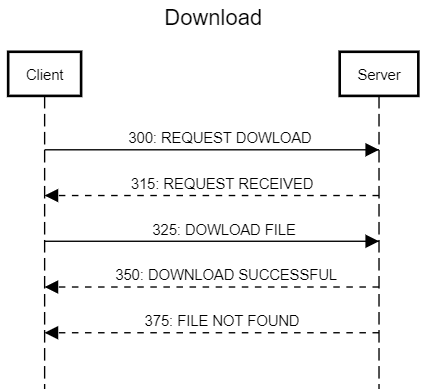 Download
Client
Server
300: REQUEST DOWLOAD
315: REQUEST RECEIVED
325: DOWLOAD FILE
350: DOWNLOAD SUCCESSFUL
375: FILE NOT FOUND